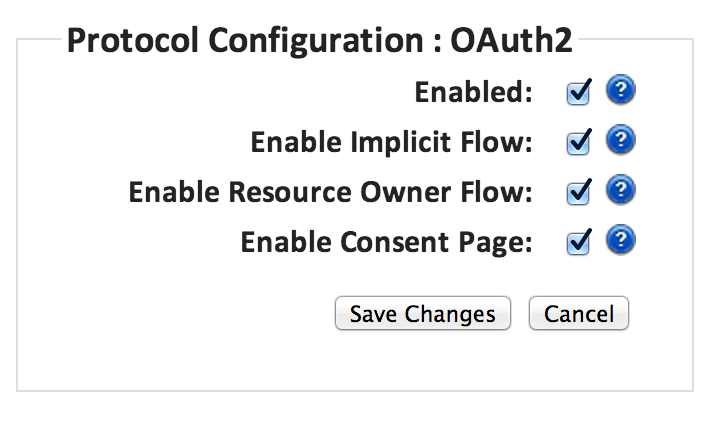 Protocol Configuration : OAuth2
Enabled: ?
Enable Implicit Flow: ?
Enable Resource Owner Flow: ?
Enable Consent Page: ?
Save Changes Cancel